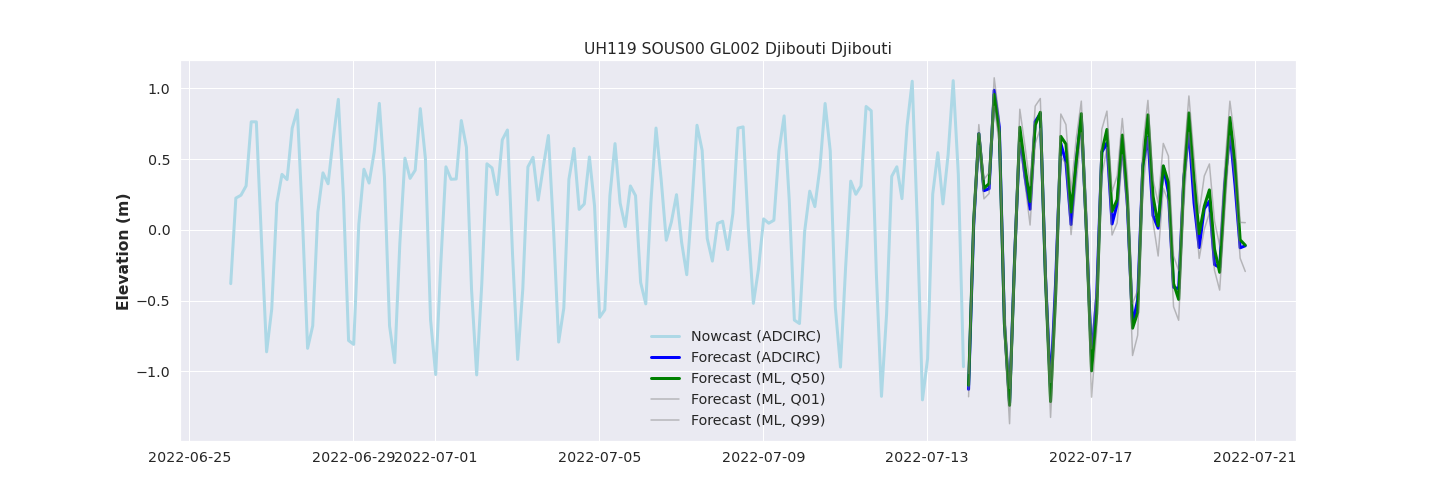 UH119 SOUS00 GL002 Djibouti Djibouti
Elevation (m)
1.0
0.5
0.0
−0.5
−1.0
Nowcast (ADCIRC)
Forecast (ADCIRC)
Forecast (ML, Q50)
Forecast (ML, Q01)
Forecast (ML, Q99)
2022-06-25 2022-06-29 2022-07-01 2022-07-05 2022-07-09 2022-07-13 2022-07-17 2022-07-21